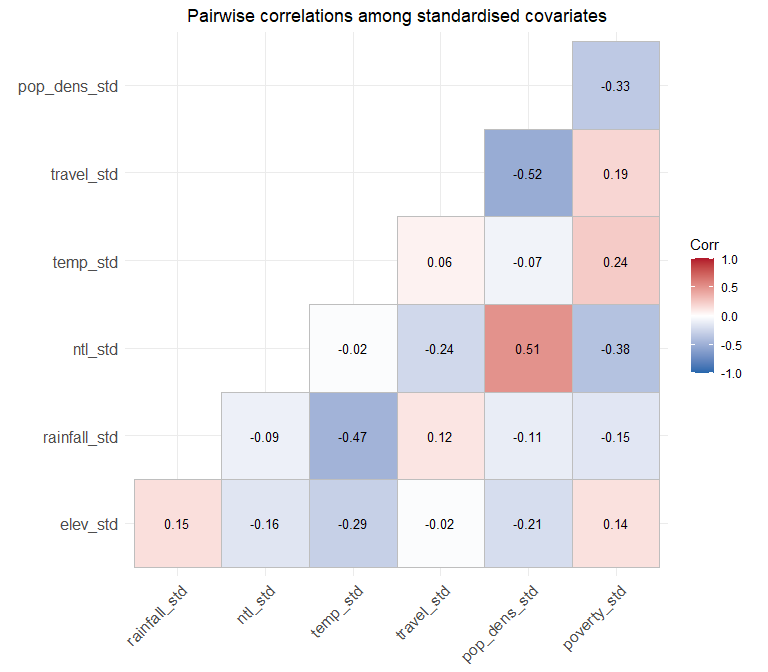 Pairwise correlations among standardised covariates
pop_dens_std -0.33
travel_std -0.52 0.19
temp_std 0.06 -0.07 0.24
ntl_std -0.02 -0.24 0.51 -0.38
rainfall_std -0.09 -0.47 0.12 -0.11 -0.15
elev_std 0.15 -0.16 -0.29 -0.02 -0.21 0.14
rainfall_std ntl_std temp_std travel_std pop_dens_std poverty_std
Corr
1.0
0.5
0.0
-0.5
-1.0